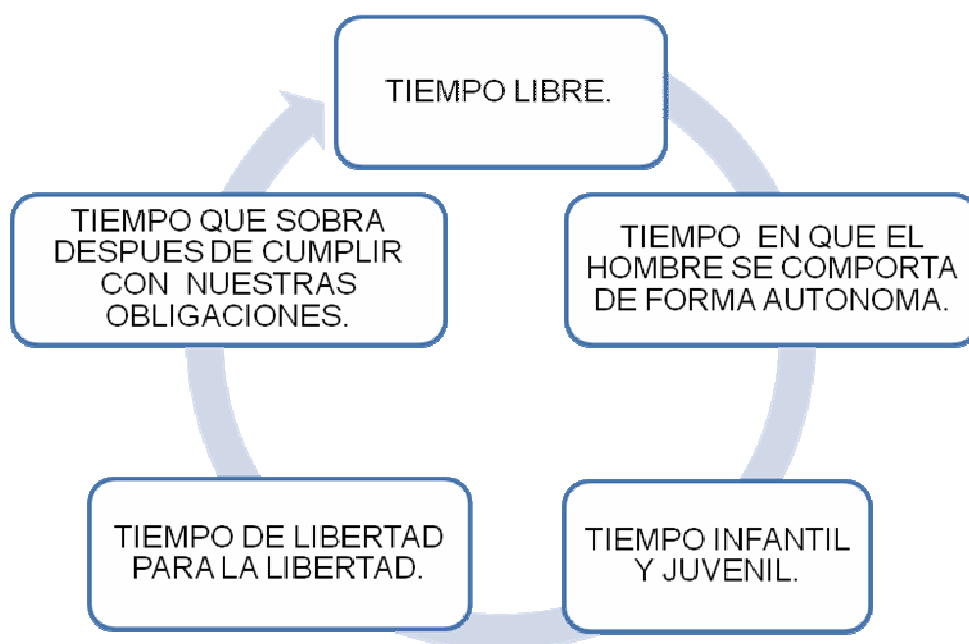 TIEMPO LIBRE.
TIEMPO EN QUE EL
HOMBRE SE COMPORTA
DE FORMA AUTONOMA.
TIEMPO INFANTIL
Y JUVENIL.
TIEMPO DE LIBERTAD
PARA LA LIBERTAD.
TIEMPO QUE SOBRA
DESPUES DE CUMPLIR
CON NUESTRAS
OBLIGACIONES.